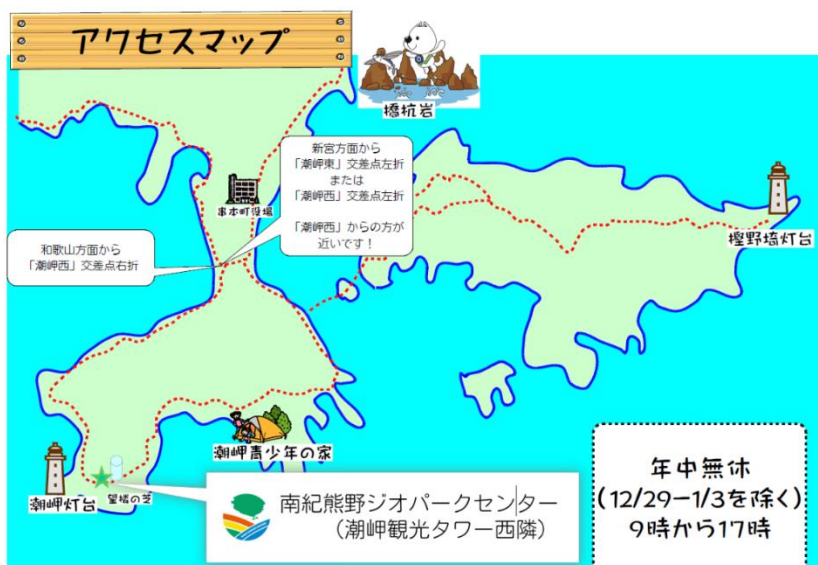 アクセスマップ
橋杭岩
新宮方面から
「潮岬東」交差点左折
または
「潮岬西」交差点左折
「潮岬西」からの方が
近いです！
串本町役場
和歌山方面から
「潮岬西」交差点右折
樫野埼灯台
潮岬青少年の家
潮岬灯台
望楼の芝
南紀熊野ジオパークセンター
（潮岬観光タワー西隣）
年中無休
(12/29-1/3を除く)
9時から17時